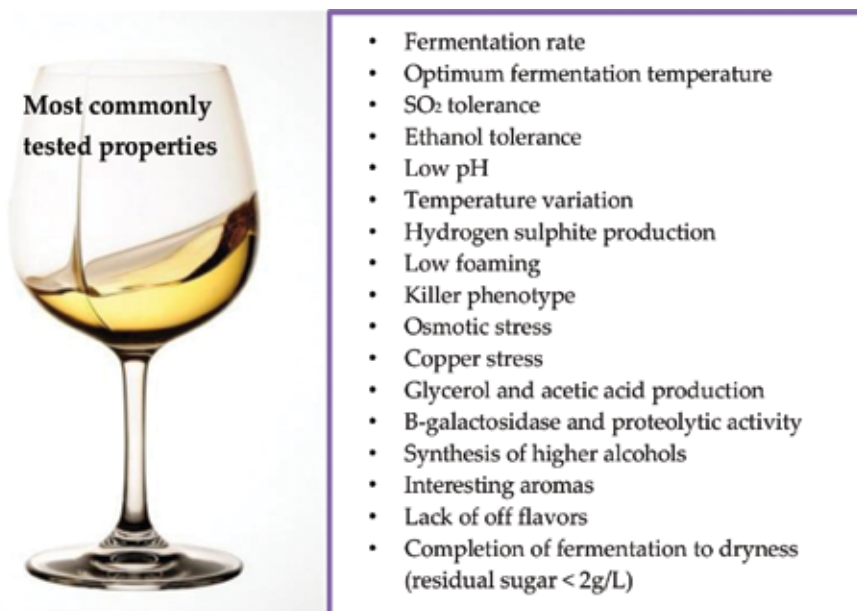 Most commonly
tested properties
• Fermentation rate
• Optimum fermentation temperature
• SO₂ tolerance
• Ethanol tolerance
• Low pH
• Temperature variation
• Hydrogen sulphite production
• Low foaming
• Killer phenotype
• Osmotic stress
• Copper stress
• Glycerol and acetic acid production
• B-galactosidase and proteolytic activity
• Synthesis of higher alcohols
• Interesting aromas
• Lack of off flavors
• Completion of fermentation to dryness
(residual sugar < 2g/L)